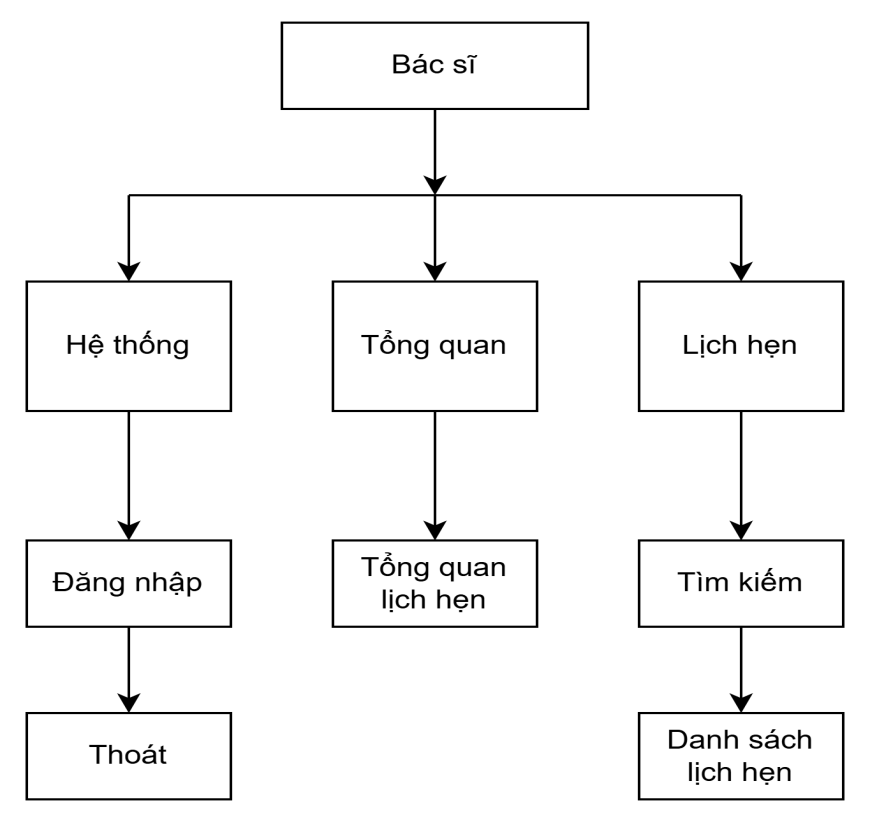 Bác sĩ
Hệ thống
Tổng quan
Lịch hẹn
Đăng nhập
Tổng quan
lịch hẹn
Tìm kiếm
Thoát
Danh sách
lịch hẹn